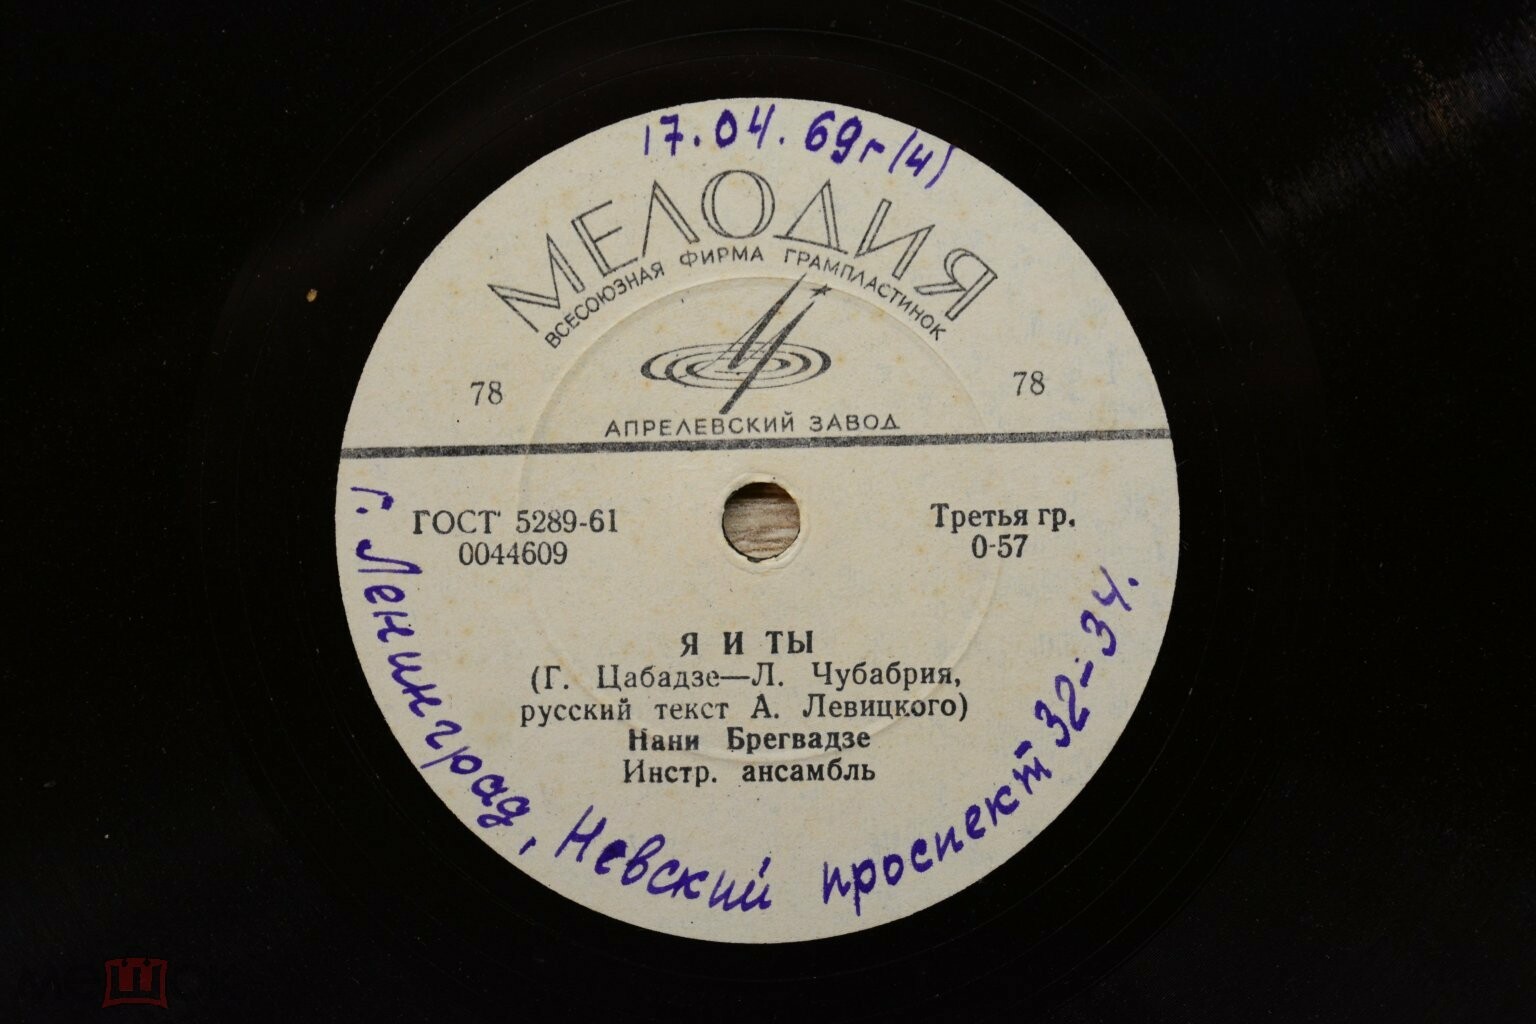 17.04.69г (ч)
МЕЛОДИЯ
ВСЕСОЮЗНАЯ ФИРМА ГРАМПЛАСТИНОК
78 78
АПРЕЛЕВСКИЙ ЗАВОД
ГОСТ 5289-61 Третья гр.
0044609 0-57
Я И ТЫ
(Г. Цабадзе—Л. Чубабрия,
русский текст А. Левицкого)
Нани Брегвадзе
Инстр. ансамбль
г. Ленинград, Невский проспект 32-34.